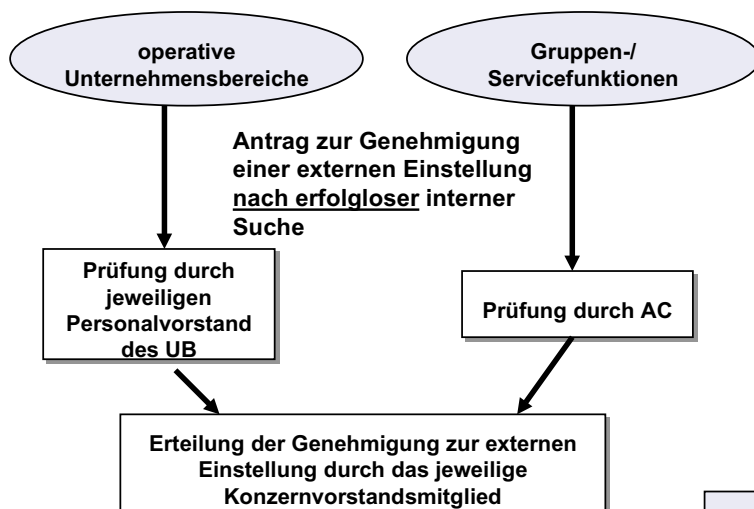 operative
Unternehmensbereiche
Gruppen-/
Servicefunktionen
Antrag zur Genehmigung
einer externen Einstellung
nach erfolgloser interner
Suche
Prüfung durch
jeweiligen
Personalvorstand
des UB
Prüfung durch AC
Erteilung der Genehmigung zur externen
Einstellung durch das jeweilige
Konzernvorstandsmitglied